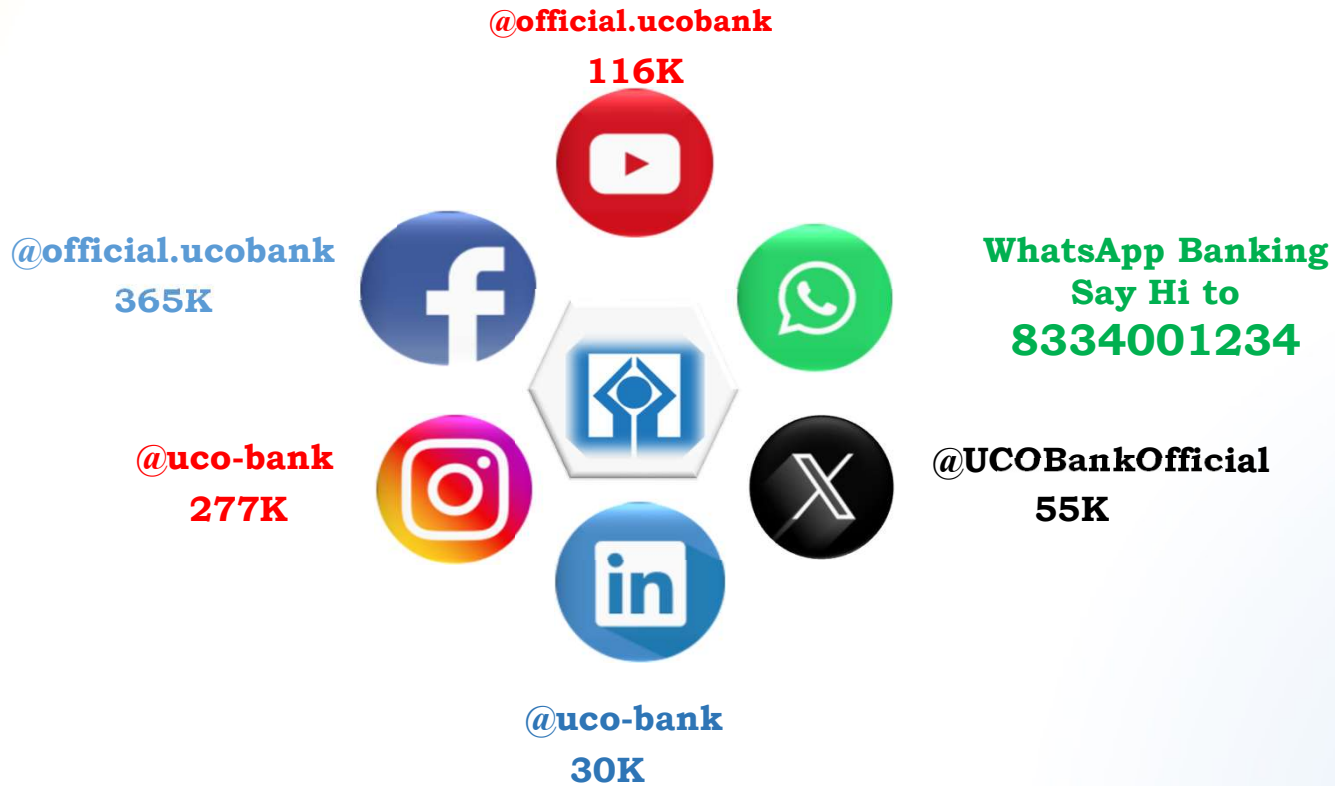 @official.ucobank
116K
@official.ucobank
365K
WhatsApp Banking
Say Hi to
8334001234
@uco-bank
277K
@UCOBankOfficial
55K
in
@uco-bank
30K